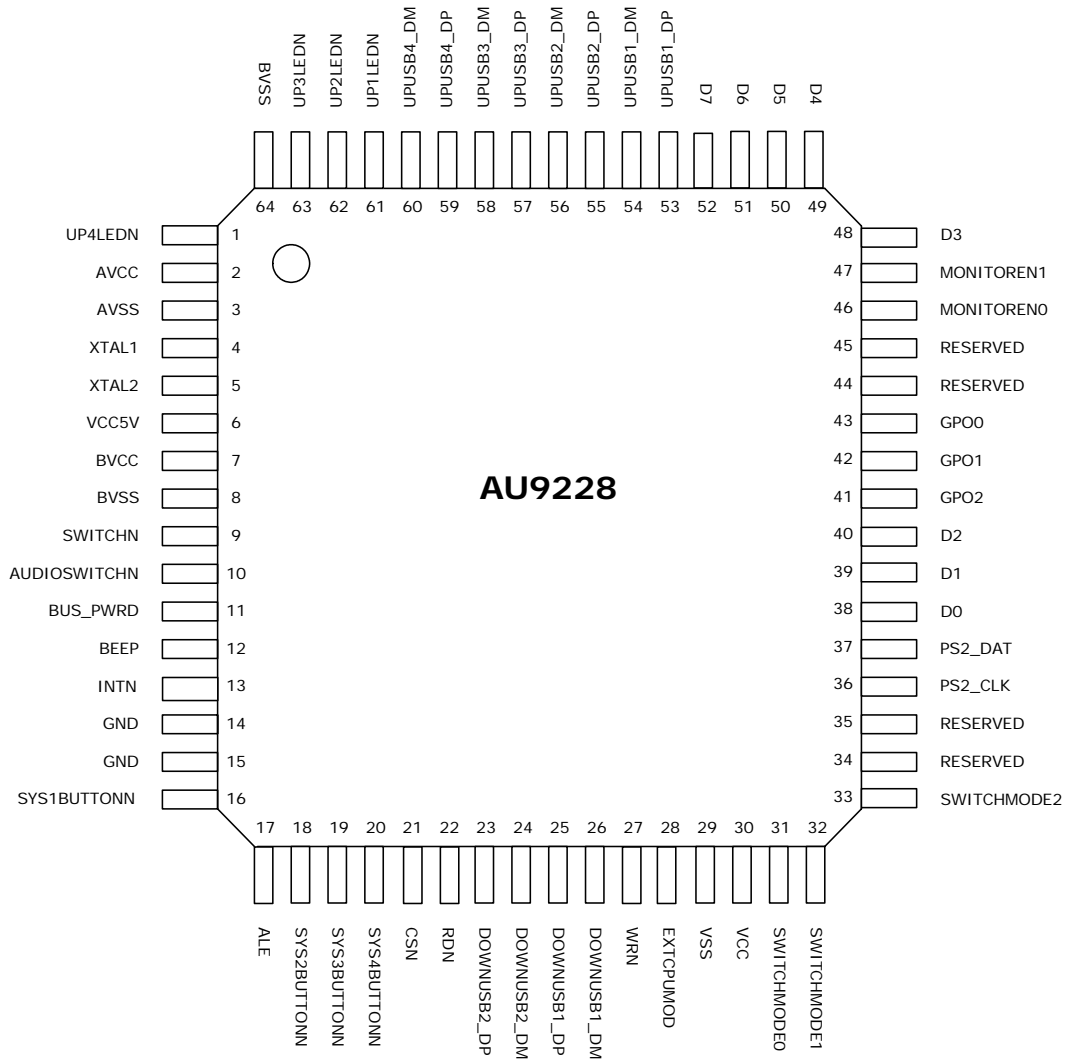 BVSS
UP3LEDN
UP2LEDN
UP1LEDN
UPUSB4_DM
UPUSB4_DP
UPUSB3_DM
UPUSB3_DP
UPUSB2_DM
UPUSB2_DP
UPUSB1_DM
UPUSB1_DP
D7
D6
D5
D4
64 63 62 61 60 59 58 57 56 55 54 53 52 51 50 49
UP4LEDN 1
AVCC 2
AVSS 3
XTAL1 4
XTAL2 5
VCC5V 6
BVCC 7
BVSS 8
SWITCHN 9
AUDIOSWITCHN 10
BUS_PWRD 11
BEEP 12
INTN 13
GND 14
GND 15
SYS1BUTTONN 16
AU9228
48 D3
47 MONITOREN1
46 MONITOREN0
45 RESERVED
44 RESERVED
43 GPO0
42 GPO1
41 GPO2
40 D2
39 D1
38 D0
37 PS2_DAT
36 PS2_CLK
35 RESERVED
34 RESERVED
33 SWITCHMODE2
17 18 19 20 21 22 23 24 25 26 27 28 29 30 31 32
ALE
SYS2BUTTONN
SYS3BUTTONN
SYS4BUTTONN
CSN
RDN
DOWNUSB2_DP
DOWNUSB2_DM
DOWNUSB1_DP
DOWNUSB1_DM
WRN
EXTCPUMOD
VSS
VCC
SWITCHMODE0
SWITCHMODE1